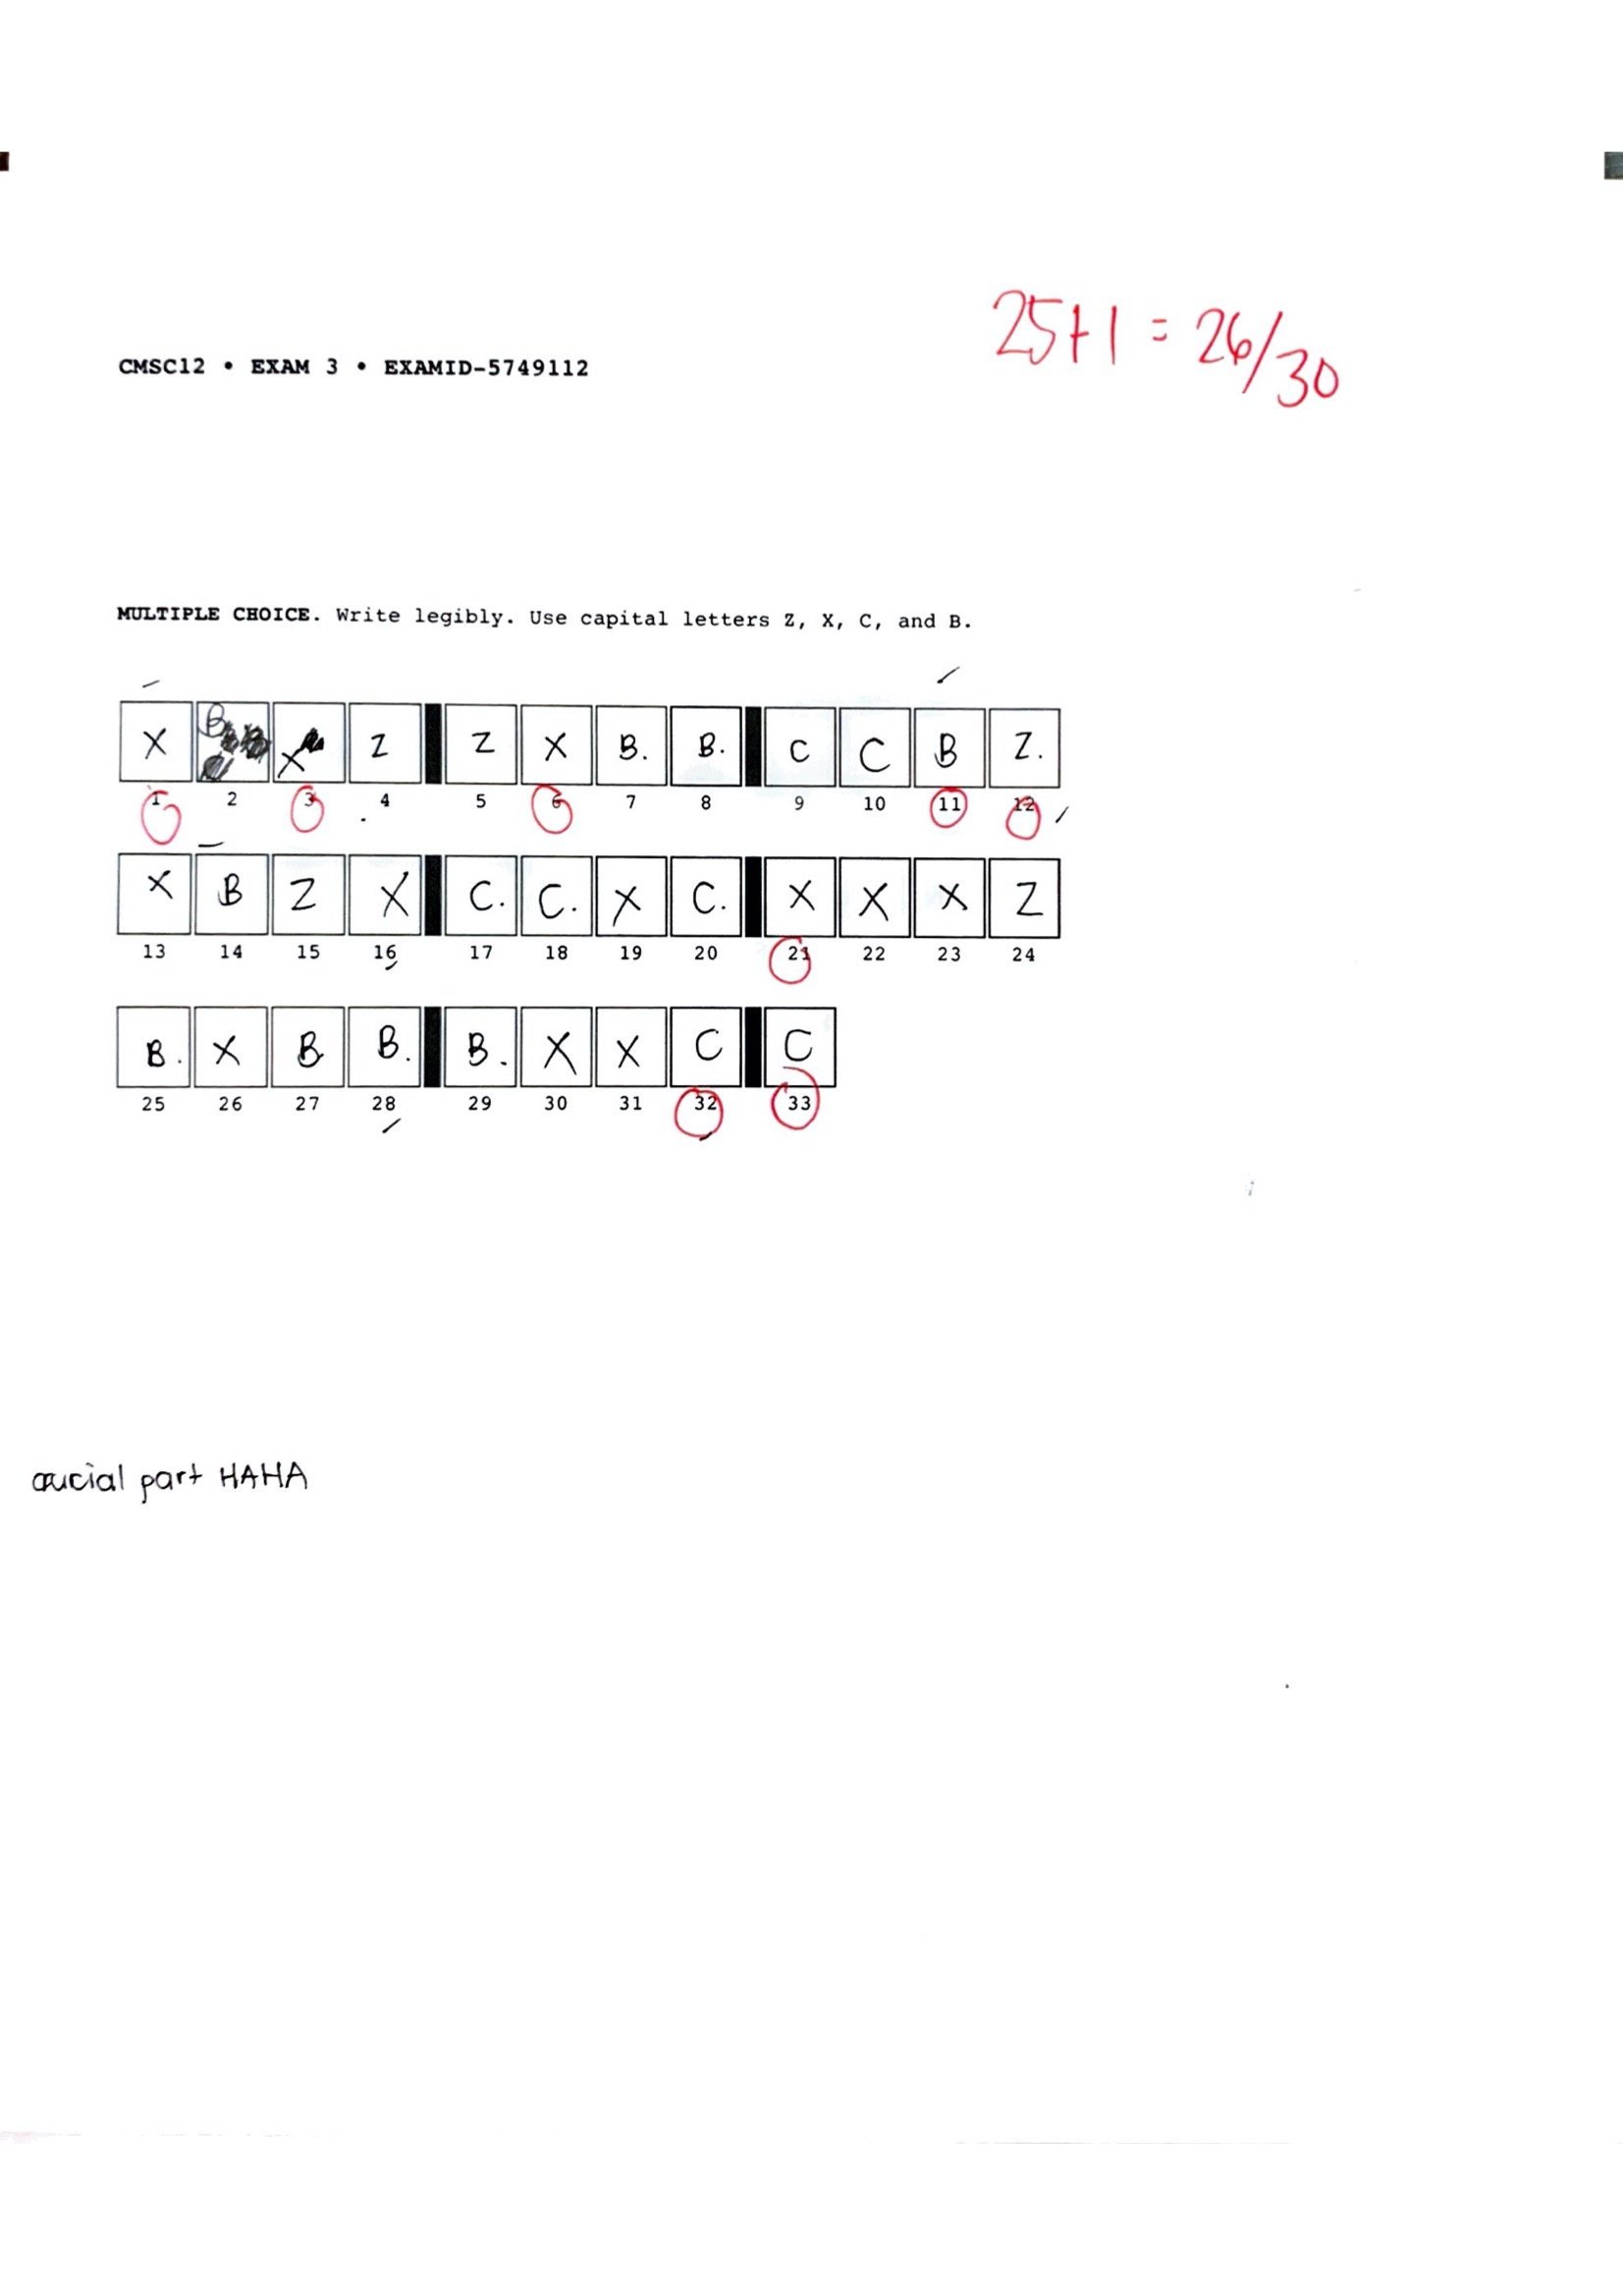 25+1 = 26/30
CMSC12 • EXAM 3 • EXAMID-5749112
MULTIPLE CHOICE. Write legibly. Use capital letters Z, X, C, and B.
X B X Z Z X B. B. C C B Z.
1 2 3 4 5 6 7 8 9 10 11 12
X B Z X C. C. X C. X X X Z
13 14 15 16 17 18 19 20 21 22 23 24
B. X B B. B. X X C C
25 26 27 28 29 30 31 32 33
crucial part HAHA